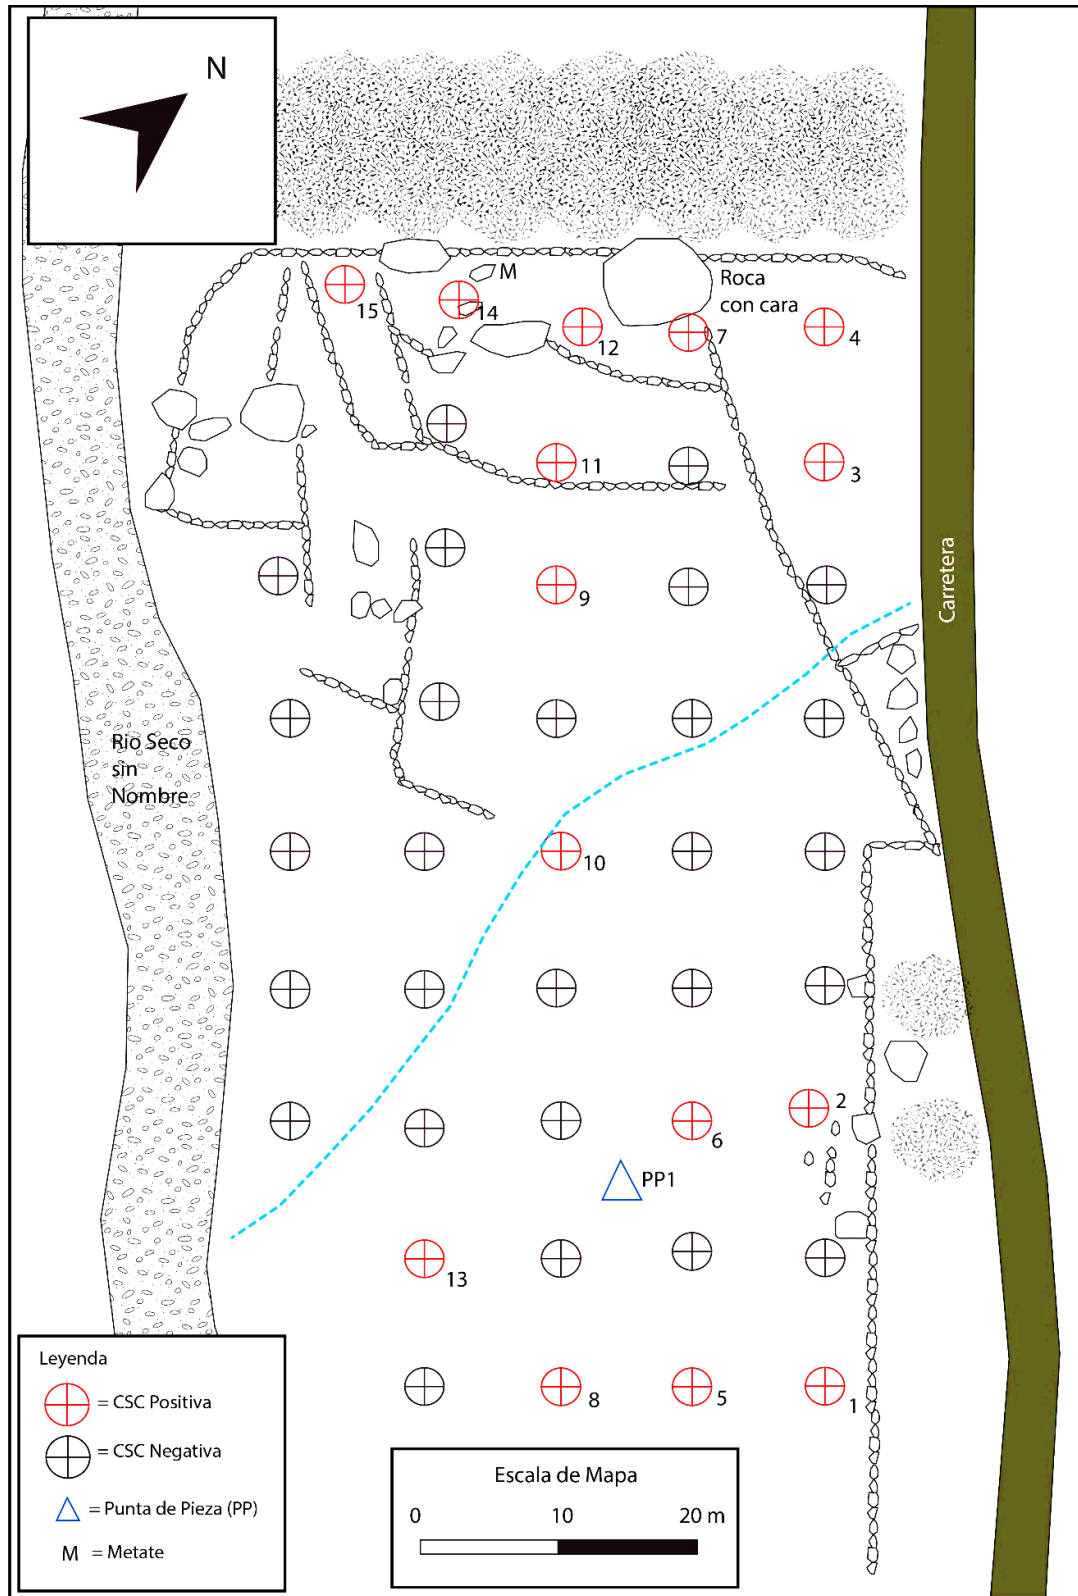 N
M
Roca
con cara
15
14
12
7
4
11
3
9
Carretera
Rio Seco
sin
Nombre
10
2
6
PP1
13
8
5
1
Leyenda
= CSC Positiva
= CSC Negativa
= Punta de Pieza (PP)
M = Metate
Escala de Mapa
0 10 20 m